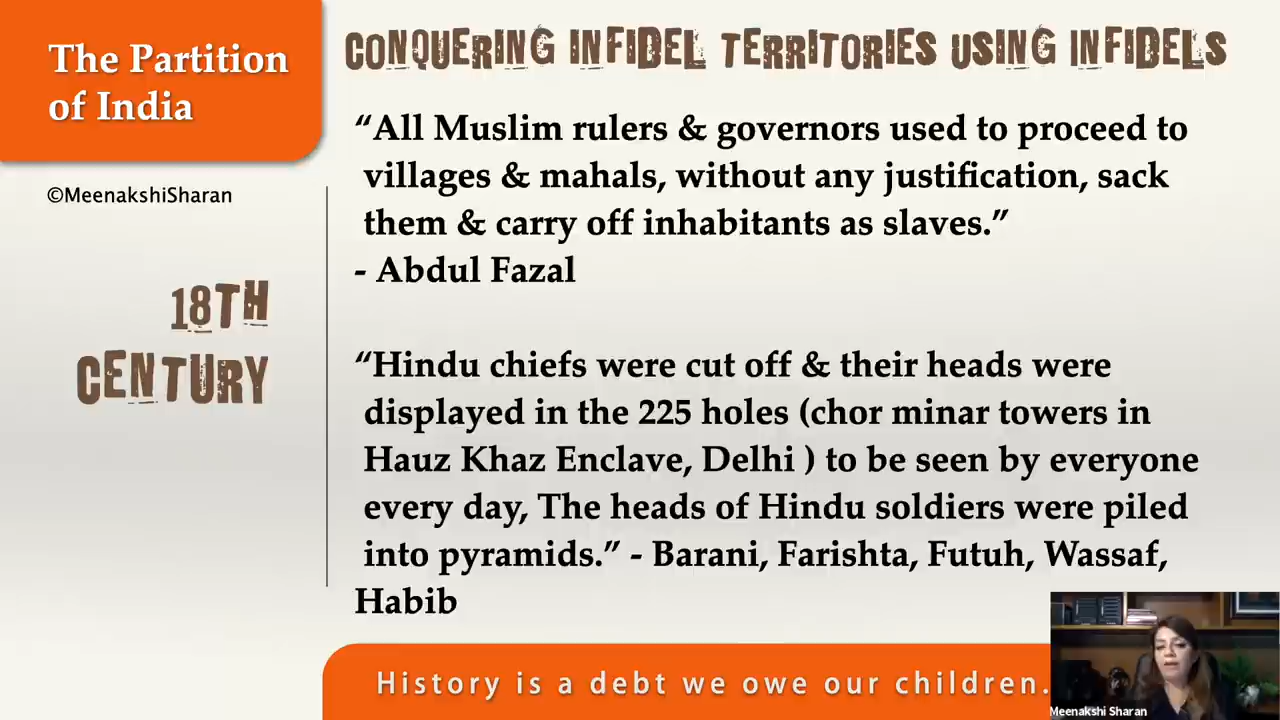 The Partition
of India
©MeenakshiSharan
18TH
CENTURY
CONQUERING INFIDEL TERRITORIES USING INFIDELS
“All Muslim rulers & governors used to proceed to
villages & mahals, without any justification, sack
them & carry off inhabitants as slaves.”
- Abdul Fazal
“Hindu chiefs were cut off & their heads were
displayed in the 225 holes (chor minar towers in
Hauz Khaz Enclave, Delhi ) to be seen by everyone
every day, The heads of Hindu soldiers were piled
into pyramids.” - Barani, Farishta, Futuh, Wassaf,
Habib
History is a debt we owe our children.
Meenakshi Sharan